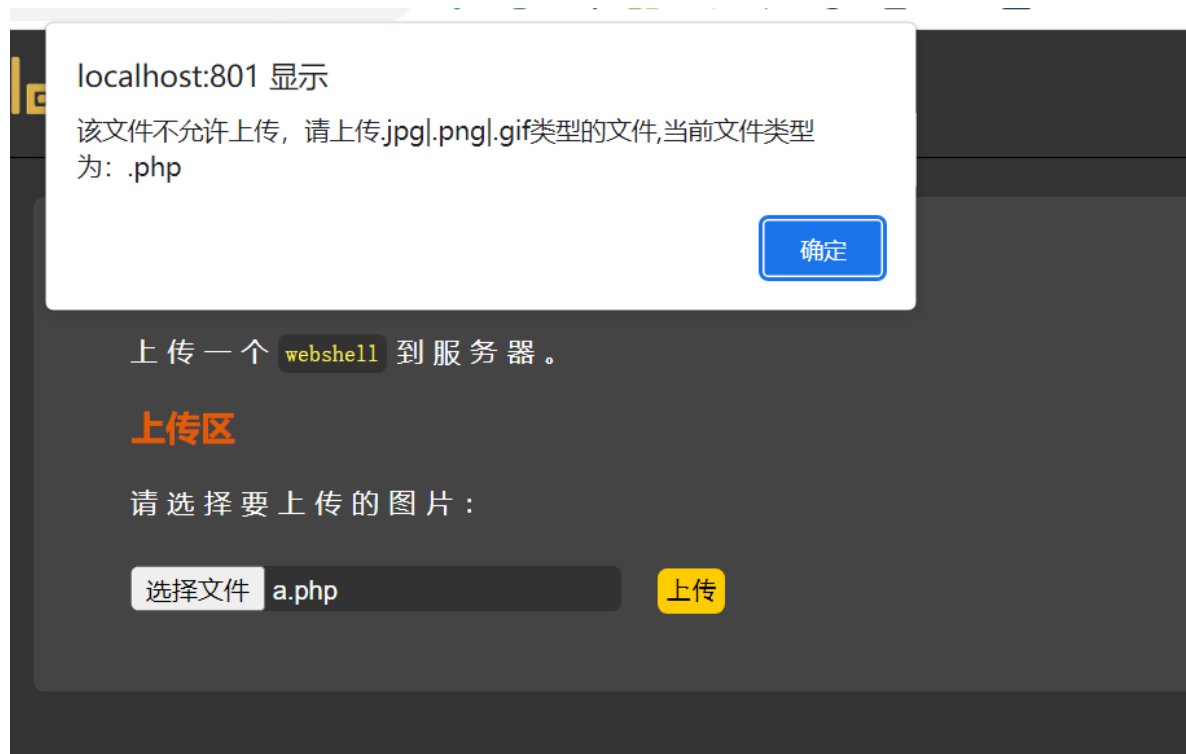 localhost:801 显示
该文件不允许上传，请上传.jpg|.png|.gif类型的文件,当前文件类型
为：.php
确定
上传一个 webshell 到服务器。
上传区
请选择要上传的图片：
选择文件 a.php 上传